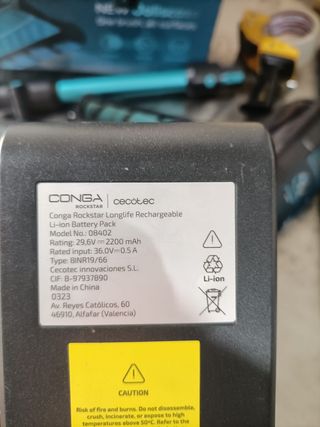 NEW
CONGA
ROCKSTAR
cecotec
Conga Rockstar Longlife Rechargeable
Li-ion Battery Pack
Model No.: 08402
Rating: 29,6V⎓2200 mAh
Rated input: 36.0V⎓0.5 A
Type: BINR19/66
Cecotec innovaciones S.L.
CIF: B-97937890
Made in China
0323
Av. Reyes Católicos, 60
46910, Alfafar (Valencia)
Li-ion
CAUTION
Risk of fire and burns. Do not disassemble,
crush, incinerate, or expose to high
temperatures above 50ºC. Refer to the